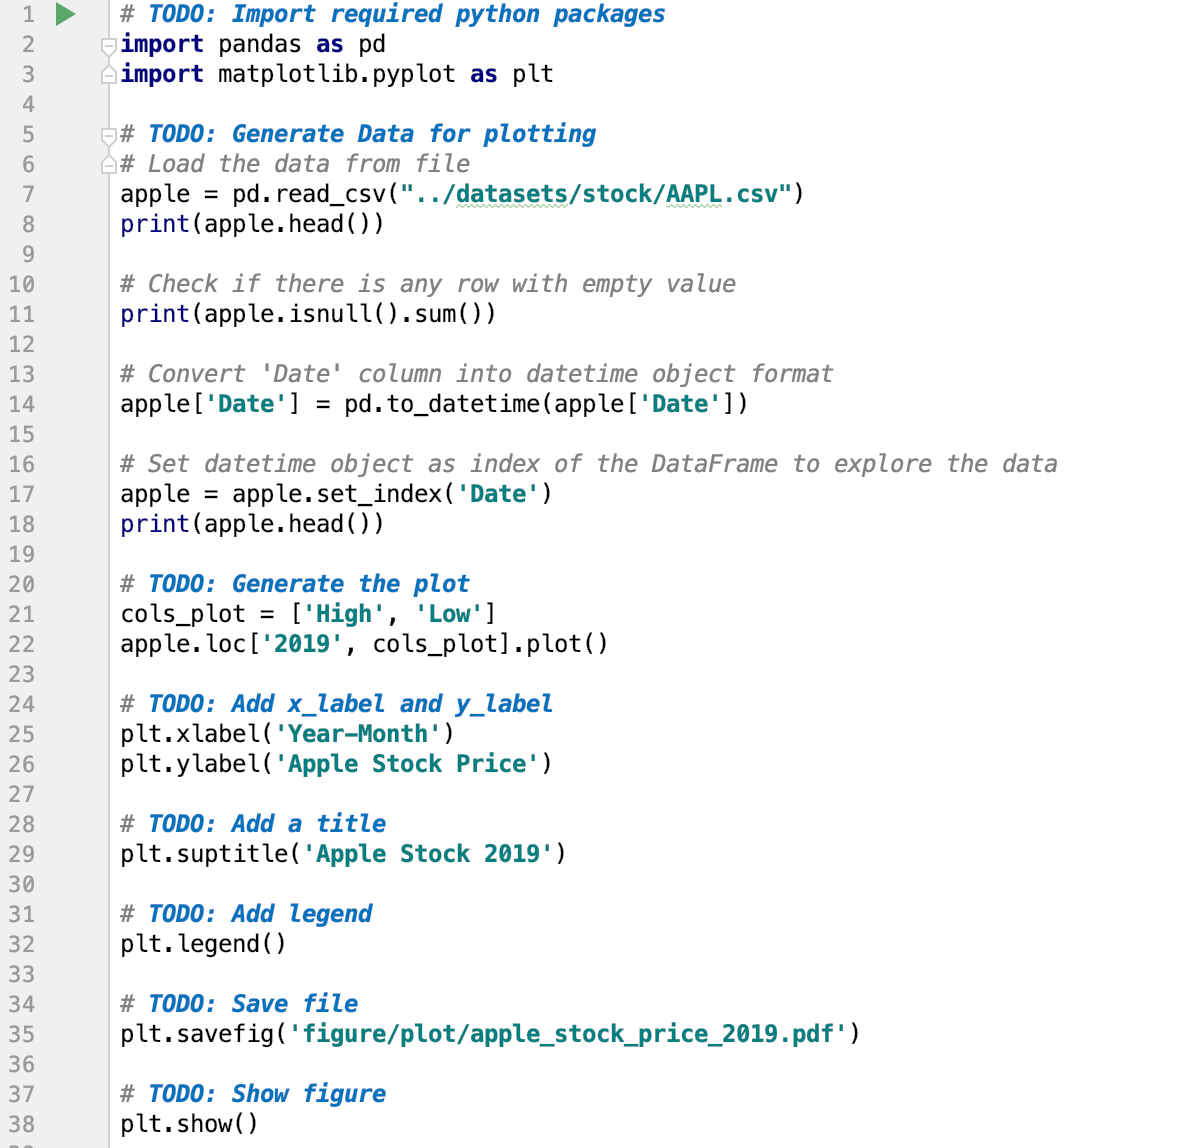 1 # TODO: Import required python packages
2 import pandas as pd
3 import matplotlib.pyplot as plt
4
5 # TODO: Generate Data for plotting
6 # Load the data from file
7 apple = pd.read_csv("../datasets/stock/AAPL.csv")
8 print(apple.head())
9
10 # Check if there is any row with empty value
11 print(apple.isnull().sum())
12
13 # Convert 'Date' column into datetime object format
14 apple['Date'] = pd.to_datetime(apple['Date'])
15
16 # Set datetime object as index of the DataFrame to explore the data
17 apple = apple.set_index('Date')
18 print(apple.head())
19
20 # TODO: Generate the plot
21 cols_plot = ['High', 'Low']
22 apple.loc['2019', cols_plot].plot()
23
24 # TODO: Add x_label and y_label
25 plt.xlabel('Year-Month')
26 plt.ylabel('Apple Stock Price')
27
28 # TODO: Add a title
29 plt.suptitle('Apple Stock 2019')
30
31 # TODO: Add legend
32 plt.legend()
33
34 # TODO: Save file
35 plt.savefig('figure/plot/apple_stock_price_2019.pdf')
36
37 # TODO: Show figure
38 plt.show()